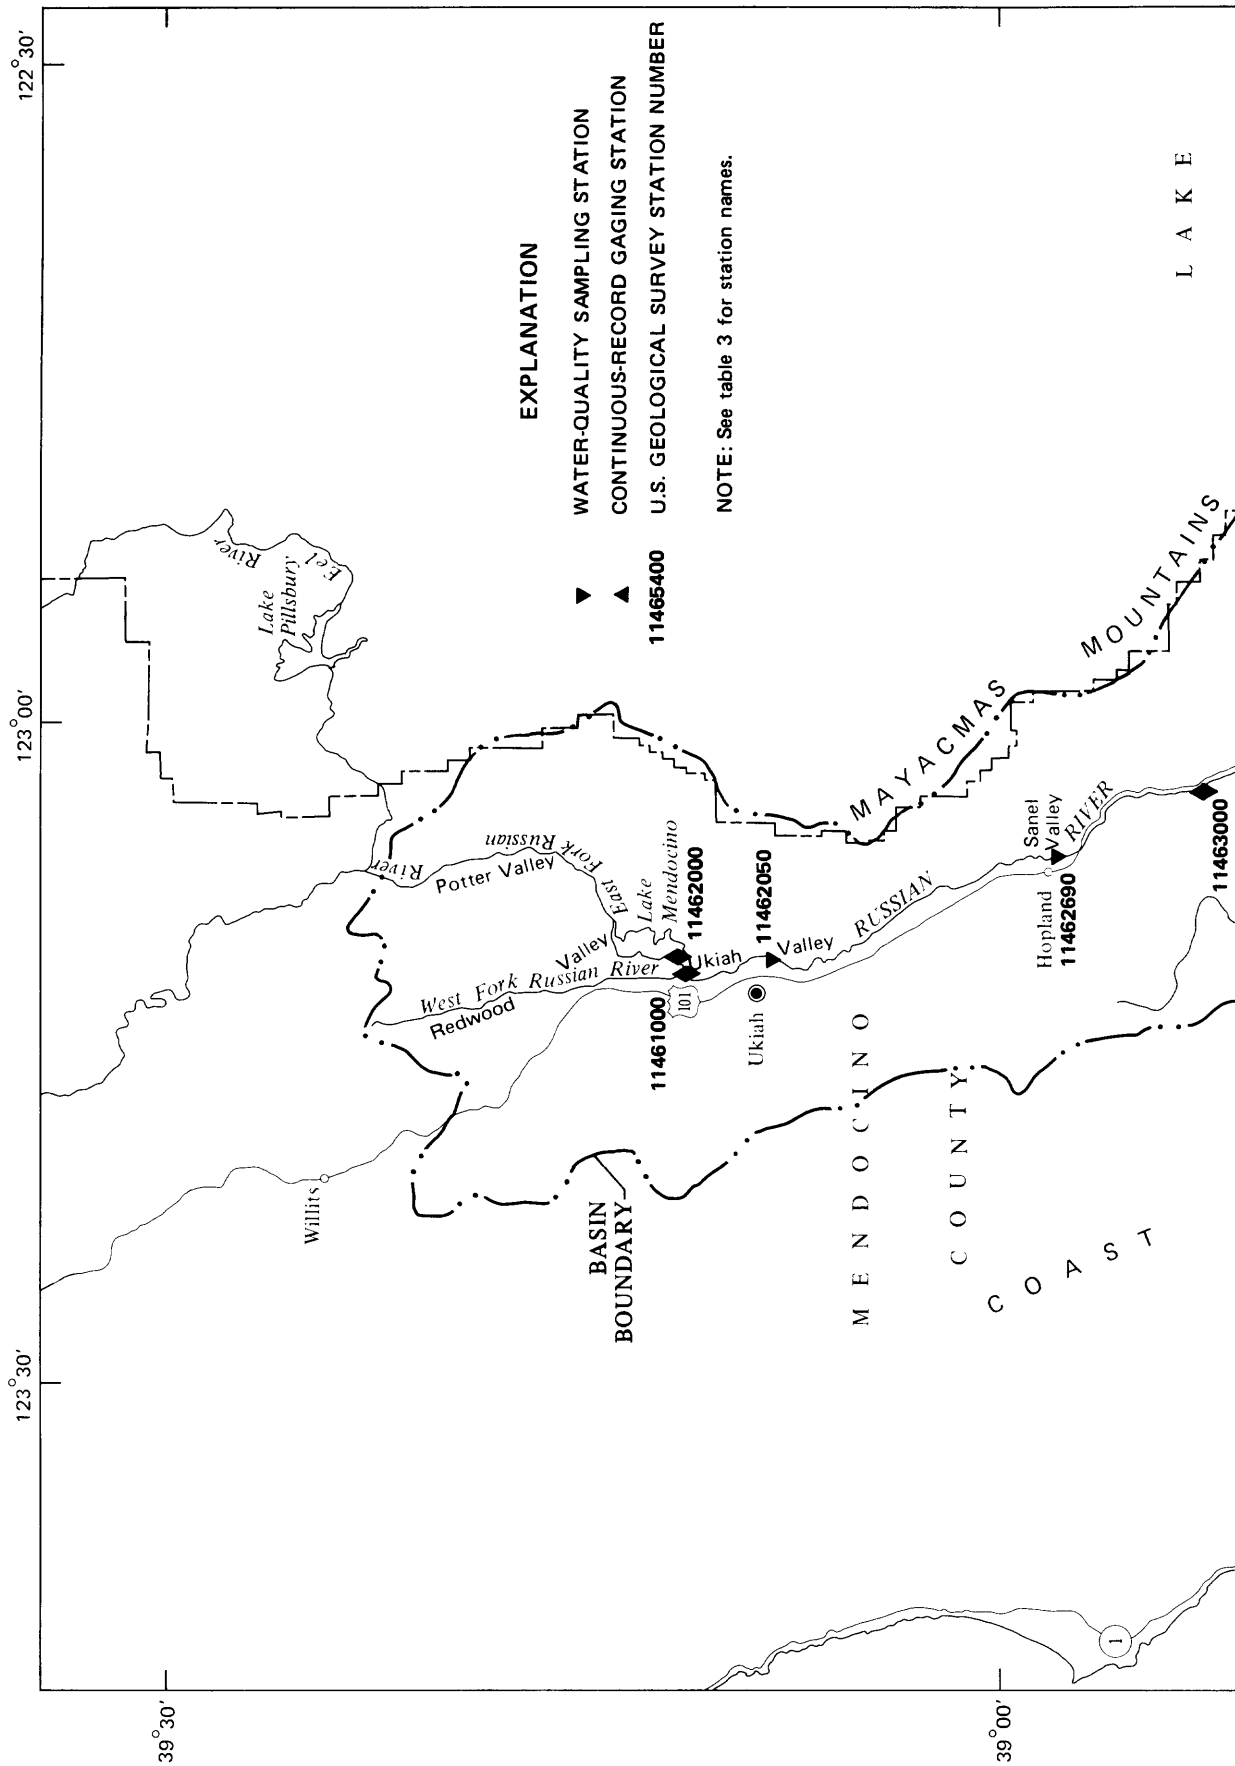 122°30'
123°00'
123°30'
39°30'
39°00'
EXPLANATION
WATER-QUALITY SAMPLING STATION
CONTINUOUS-RECORD GAGING STATION
11465400 U.S. GEOLOGICAL SURVEY STATION NUMBER
NOTE: See table 3 for station names.
Lake
Pillsbury
Eel
River
Willits
BASIN
BOUNDARY
Redwood
Valley
West Fork Russian River
Potter Valley
East Fork Russian
River
Lake
Mendocino
11461000
11462000
101
Ukiah
Ukiah
Valley
11462050
RUSSIAN
RIVER
Sanel
Valley
Hopland
11462690
11463000
MAYACMAS
MOUNTAINS
MENDOCINO
COUNTY
COAST
LAKE
1